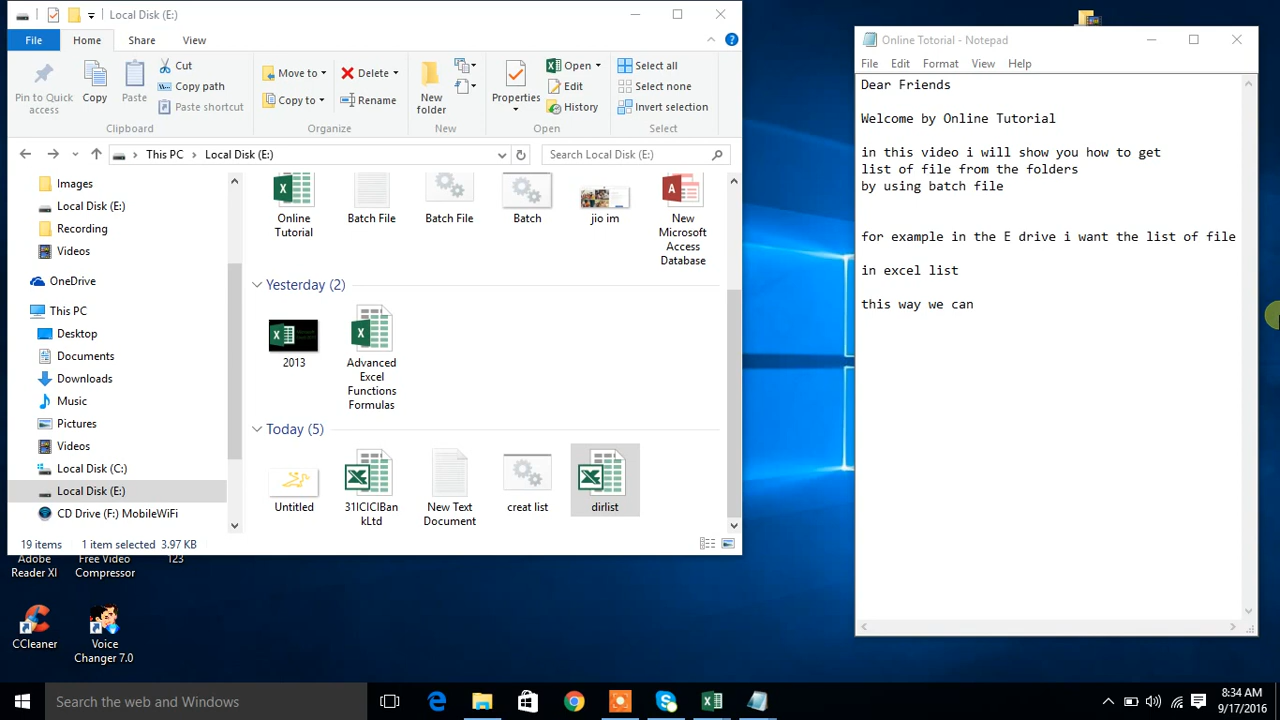 Local Disk (E:)
File Home Share View
Pin to Quick access
Copy
Paste
Cut
Copy path
Paste shortcut
Clipboard
Move to
Copy to
Delete
Rename
Organize
New folder
New
Properties
Open
Edit
History
Open
Select all
Select none
Invert selection
Select
This PC Local Disk (E:)
Search Local Disk (E:)
Images
Local Disk (E:)
Recording
Videos
OneDrive
This PC
Desktop
Documents
Downloads
Music
Pictures
Videos
Local Disk (C:)
Local Disk (E:)
CD Drive (F:) MobileWiFi
Online Tutorial
Batch File
Batch File
Batch
jio im
New Microsoft Access Database
Yesterday (2)
2013
Advanced Excel Functions Formulas
Today (5)
Untitled
31ICICIBan
kLtd
New Text Document
creat list
dirlist
19 items 1 item selected 3.97 KB
Online Totorial - Notepad
File Edit Format View Help
Dear Friends
Welcome by Online Tutorial
in this video i will show you how to get
list of file from the folders
by using batch file
for example in the E drive i want the list of file
in excel list
this way we can
Adobe Reader XI
Free Video Compressor
123
CCleaner
Voice Changer 7.0
Search the web and Windows
8:34 AM
9/17/2016